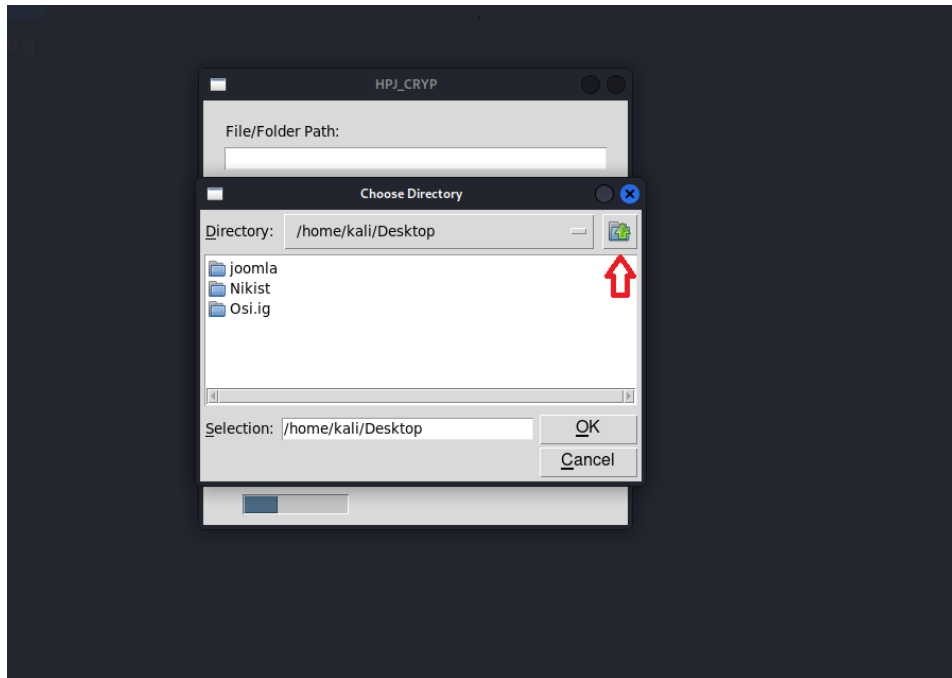 HPJ_CRYP
File/Folder Path:
Choose Directory
Directory: /home/kali/Desktop
joomla
Nikist
Osi.ig
Selection: /home/kali/Desktop OK
Cancel